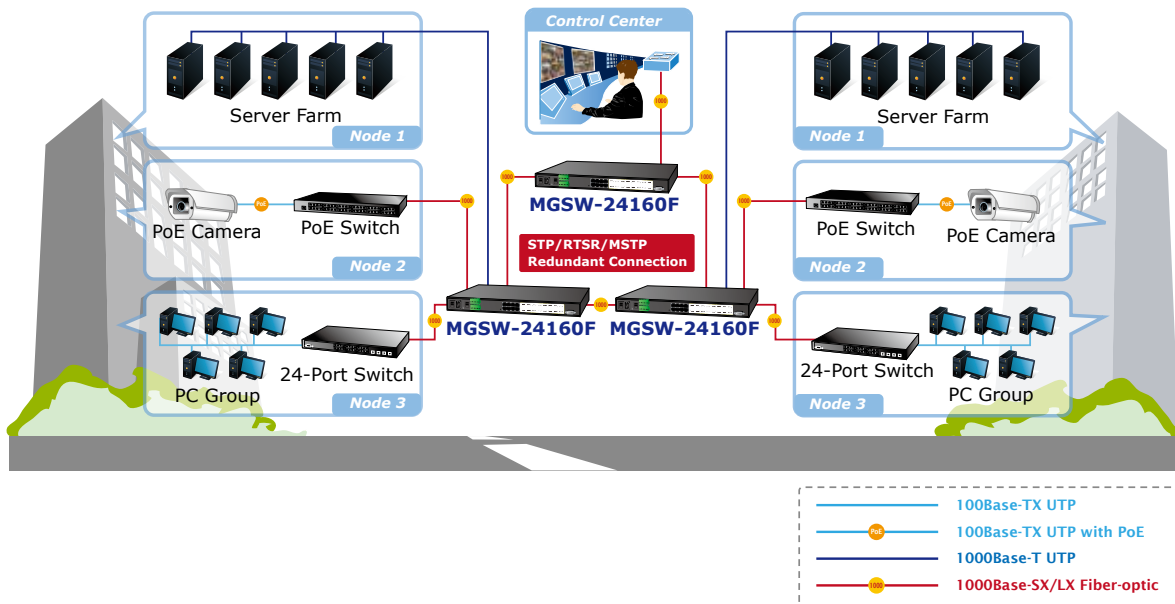 Control Center
1000
Server Farm
Node 1
Server Farm
Node 1
1000
MGSW-24160F
1000
PoE
PoE Camera
PoE Switch
Node 2
1000
STP/RTSR/MSTP
Redundant Connection
1000
PoE Switch
PoE
PoE Camera
Node 2
1000
MGSW-24160F
1000
MGSW-24160F
1000
PC Group
24-Port Switch
Node 3
24-Port Switch
PC Group
Node 3
100Base-TX UTP
PoE
100Base-TX UTP with PoE
1000Base-T UTP
1000
1000Base-SX/LX Fiber-optic